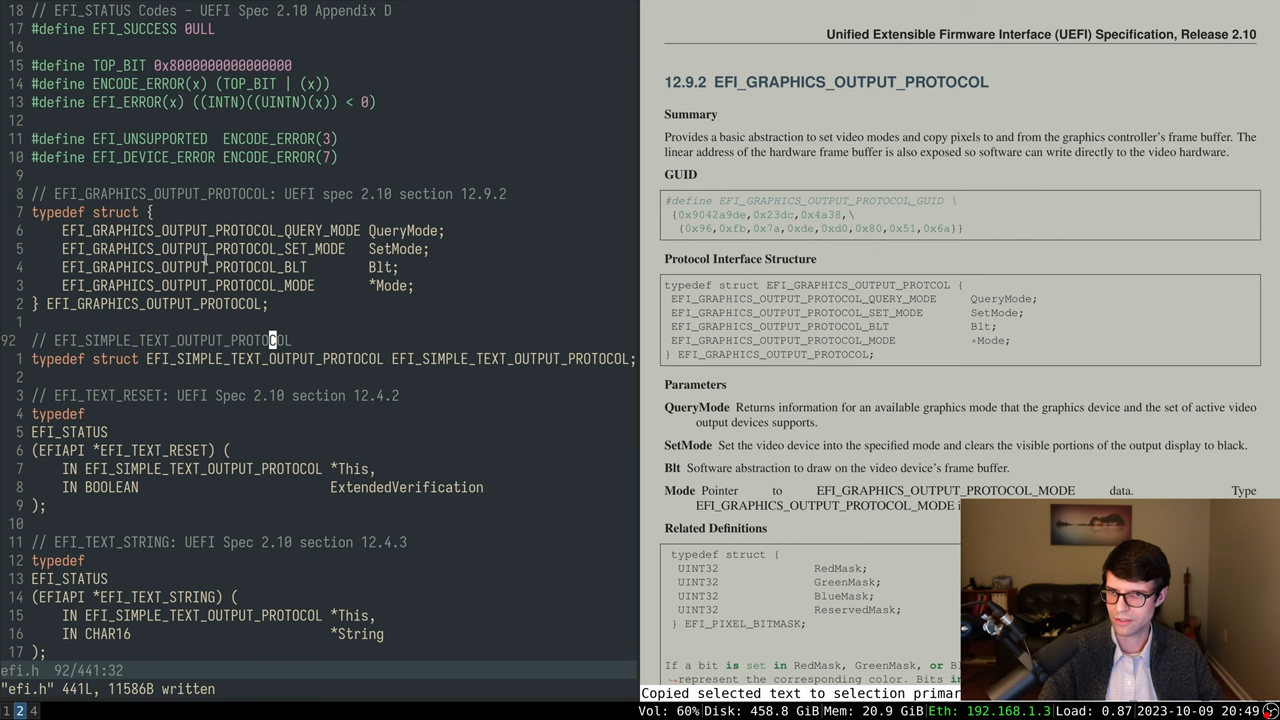 18 // EFI_STATUS Codes - UEFI Spec 2.10 Appendix D
17 #define EFI_SUCCESS 0ULL
16
15 #define TOP_BIT 0x8000000000000000
14 #define ENCODE_ERROR(x) (TOP_BIT | (x))
13 #define EFI_ERROR(x) ((INTN)((UINTN)(x)) < 0)
12
11 #define EFI_UNSUPPORTED  ENCODE_ERROR(3)
10 #define EFI_DEVICE_ERROR ENCODE_ERROR(7)
9
8 // EFI_GRAPHICS_OUTPUT_PROTOCOL: UEFI spec 2.10 section 12.9.2
7 typedef struct {
6     EFI_GRAPHICS_OUTPUT_PROTOCOL_QUERY_MODE QueryMode;
5     EFI_GRAPHICS_OUTPUT_PROTOCOL_SET_MODE   SetMode;
4     EFI_GRAPHICS_OUTPUT_PROTOCOL_BLT        Blt;
3     EFI_GRAPHICS_OUTPUT_PROTOCOL_MODE       *Mode;
2 } EFI_GRAPHICS_OUTPUT_PROTOCOL;
1
92 // EFI_SIMPLE_TEXT_OUTPUT_PROTOCOL
1 typedef struct EFI_SIMPLE_TEXT_OUTPUT_PROTOCOL EFI_SIMPLE_TEXT_OUTPUT_PROTOCOL;
2
3 // EFI_TEXT_RESET: UEFI Spec 2.10 section 12.4.2
4 typedef
5 EFI_STATUS
6 (EFIAPI *EFI_TEXT_RESET) (
7     IN EFI_SIMPLE_TEXT_OUTPUT_PROTOCOL *This,
8     IN BOOLEAN                         ExtendedVerification
9 );
10
11 // EFI_TEXT_STRING: UEFI Spec 2.10 section 12.4.3
12 typedef
13 EFI_STATUS
14 (EFIAPI *EFI_TEXT_STRING) (
15     IN EFI_SIMPLE_TEXT_OUTPUT_PROTOCOL *This,
16     IN CHAR16                          *String
17 );
efi.h  92/441:32
"efi.h" 441L, 11586B written
Unified Extensible Firmware Interface (UEFI) Specification, Release 2.10
12.9.2 EFI_GRAPHICS_OUTPUT_PROTOCOL
Summary
Provides a basic abstraction to set video modes and copy pixels to and from the graphics controller's frame buffer. The
linear address of the hardware frame buffer is also exposed so software can write directly to the video hardware.
GUID
#define EFI_GRAPHICS_OUTPUT_PROTOCOL_GUID \
{0x9042a9de,0x23dc,0x4a38,\
{0x96,0xfb,0x7a,0xde,0xd0,0x80,0x51,0x6a}}
Protocol Interface Structure
typedef struct EFI_GRAPHICS_OUTPUT_PROTCOL {
EFI_GRAPHICS_OUTPUT_PROTOCOL_QUERY_MODE    QueryMode;
EFI_GRAPHICS_OUTPUT_PROTOCOL_SET_MODE      SetMode;
EFI_GRAPHICS_OUTPUT_PROTOCOL_BLT           Blt;
EFI_GRAPHICS_OUTPUT_PROTOCOL_MODE          *Mode;
} EFI_GRAPHICS_OUTPUT_PROTOCOL;
Parameters
QueryMode Returns information for an available graphics mode that the graphics device and the set of active video
output devices supports.
SetMode Set the video device into the specified mode and clears the visible portions of the output display to black.
Blt Software abstraction to draw on the video device's frame buffer.
Mode Pointer to EFI_GRAPHICS_OUTPUT_PROTOCOL_MODE data. Type
EFI_GRAPHICS_OUTPUT_PROTOCOL_MODE i
Related Definitions
typedef struct {
UINT32    RedMask;
UINT32    GreenMask;
UINT32    BlueMask;
UINT32    ReservedMask;
} EFI_PIXEL_BITMASK;
If a bit is set in RedMask, GreenMask, or Bl
→represent the corresponding color. Bits in
Copied selected text to selection primar
1 2 4
Vol: 60%|Disk: 458.8 GiB|Mem: 20.9 GiB|Eth: 192.168.1.3|Load: 0.87|2023-10-09 20:49